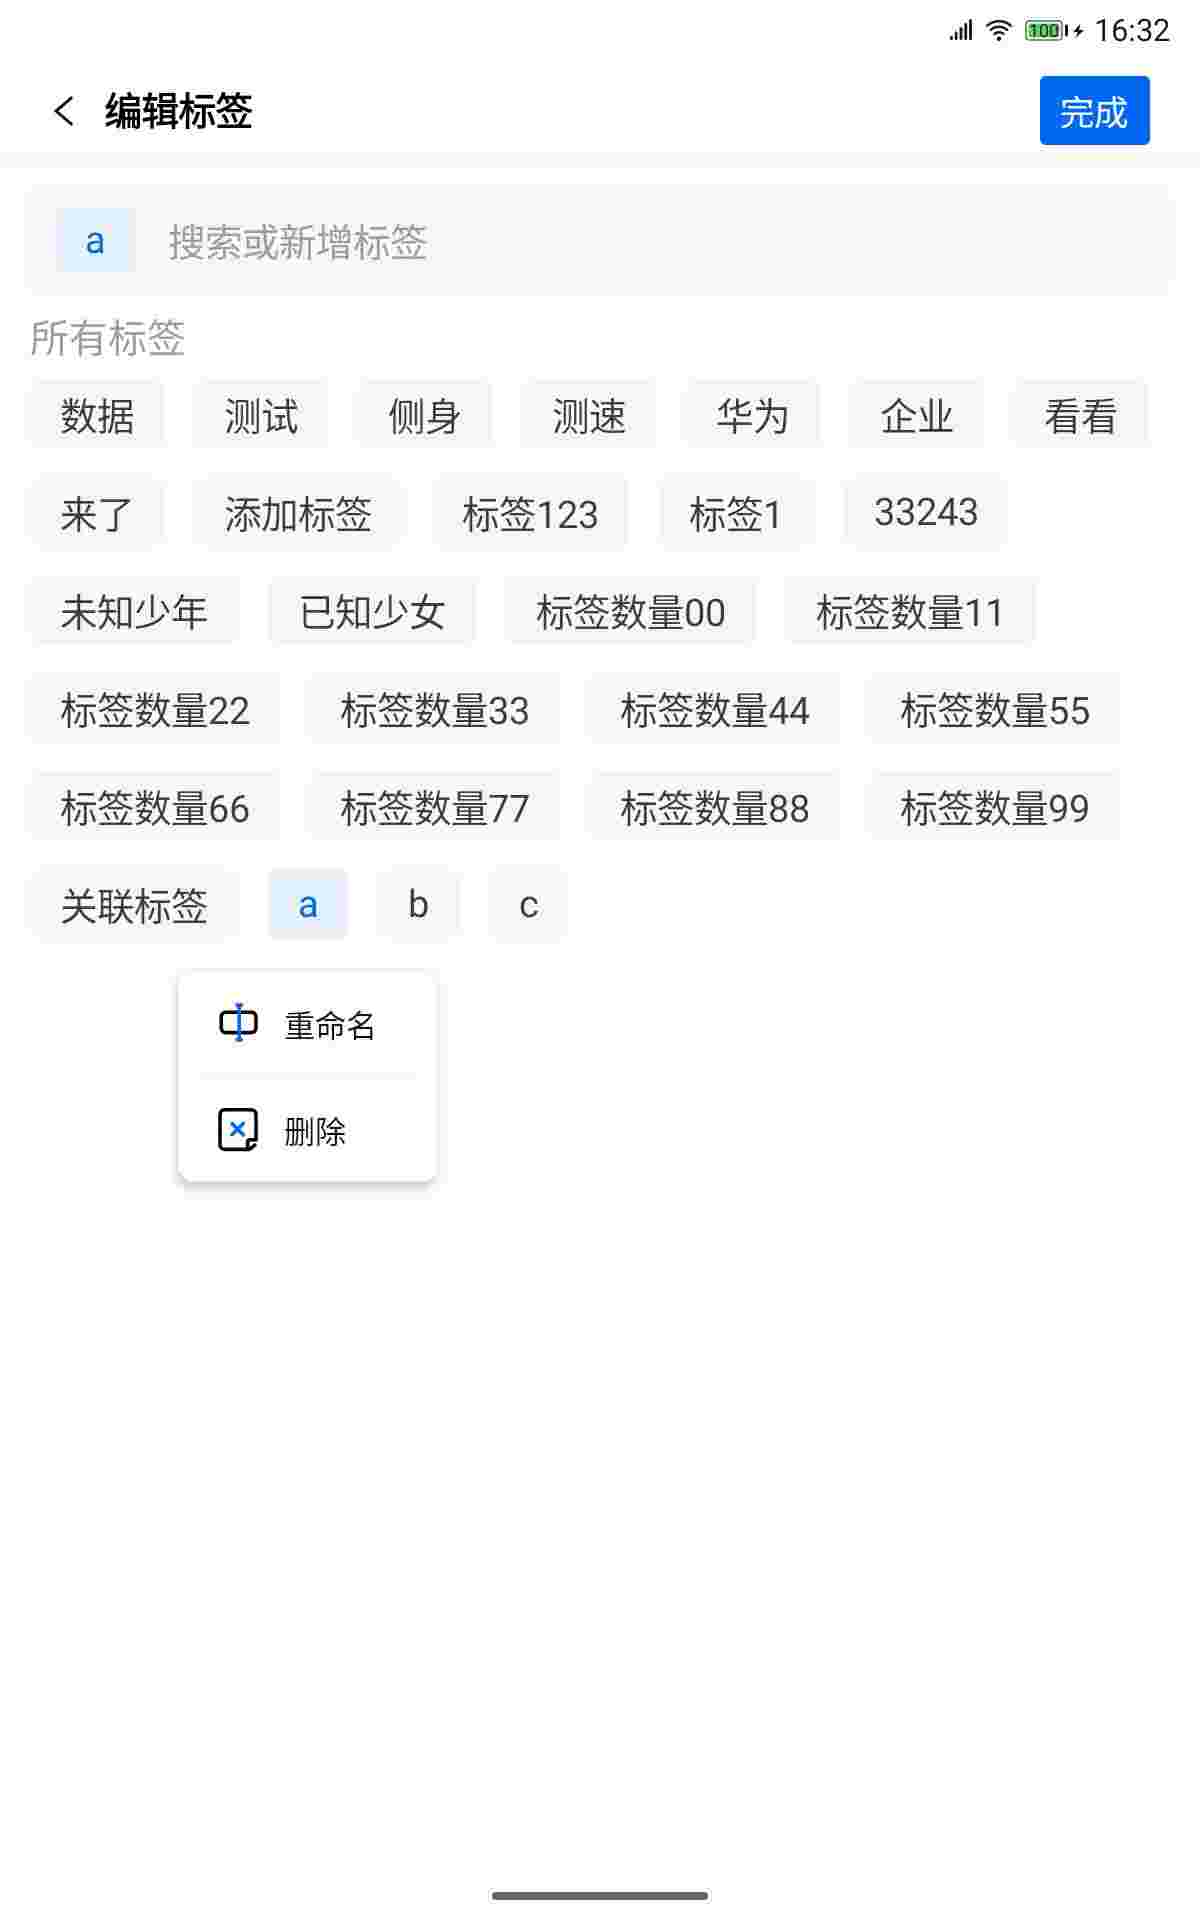 100 16:32
编辑标签 完成
a 搜索或新增标签
所有标签
数据 测试 侧身 测速 华为 企业 看看
来了 添加标签 标签123 标签1 33243
未知少年 已知少女 标签数量00 标签数量11
标签数量22 标签数量33 标签数量44 标签数量55
标签数量66 标签数量77 标签数量88 标签数量99
关联标签 a b c
重命名
删除